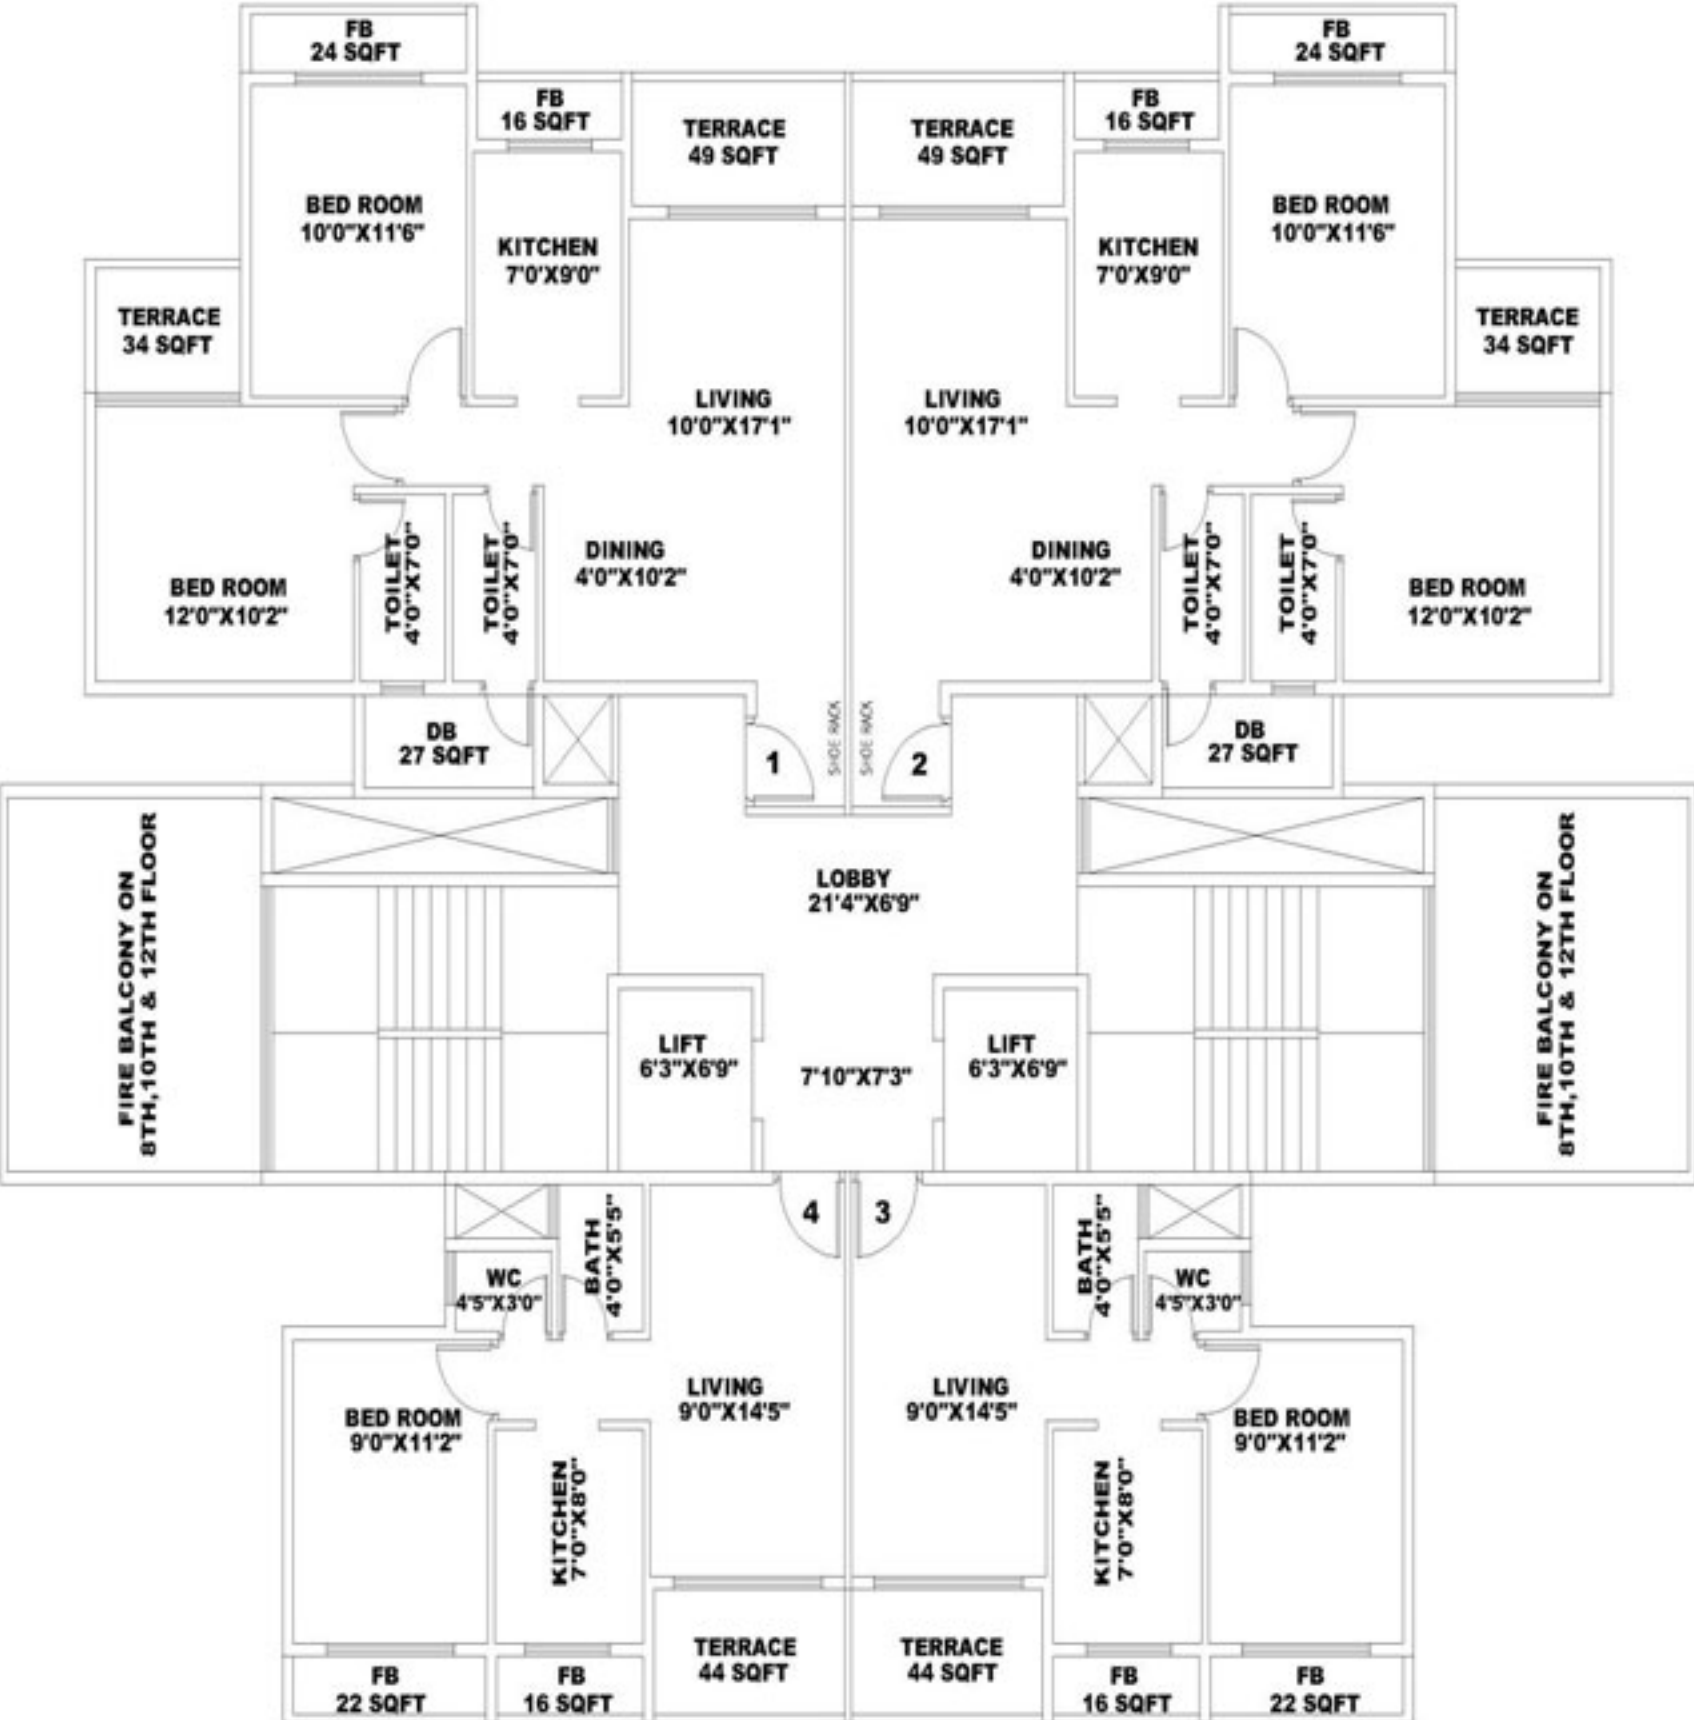 FB
24 SQFT
FB
24 SQFT
FB
16 SQFT
TERRACE
49 SQFT
TERRACE
49 SQFT
FB
16 SQFT
BED ROOM
10'0"X11'6"
KITCHEN
7'0'X9'0"
KITCHEN
7'0'X9'0"
BED ROOM
10'0"X11'6"
TERRACE
34 SQFT
TERRACE
34 SQFT
LIVING
10'0"X17'1"
LIVING
10'0"X17'1"
BED ROOM
12'0"X10'2"
TOILET
4'0"X7'0"
TOILET
4'0"X7'0"
DINING
4'0"X10'2"
DINING
4'0"X10'2"
TOILET
4'0"X7'0"
TOILET
4'0"X7'0"
BED ROOM
12'0"X10'2"
DB
27 SQFT
1
SHOE RACK
SHOE RACK
2
DB
27 SQFT
FIRE BALCONY ON
8TH,10TH & 12TH FLOOR
LOBBY
21'4"X6'9"
FIRE BALCONY ON
8TH,10TH & 12TH FLOOR
LIFT
6'3"X6'9"
7'10"X7'3"
LIFT
6'3"X6'9"
4
3
BATH
4'0"X5'5"
BATH
4'0"X5'5"
WC
4'5"X3'0"
WC
4'5"X3'0"
BED ROOM
9'0"X11'2"
LIVING
9'0"X14'5"
LIVING
9'0"X14'5"
BED ROOM
9'0"X11'2"
KITCHEN
7'0"X8'0"
KITCHEN
7'0"X8'0"
TERRACE
44 SQFT
TERRACE
44 SQFT
FB
22 SQFT
FB
16 SQFT
FB
16 SQFT
FB
22 SQFT